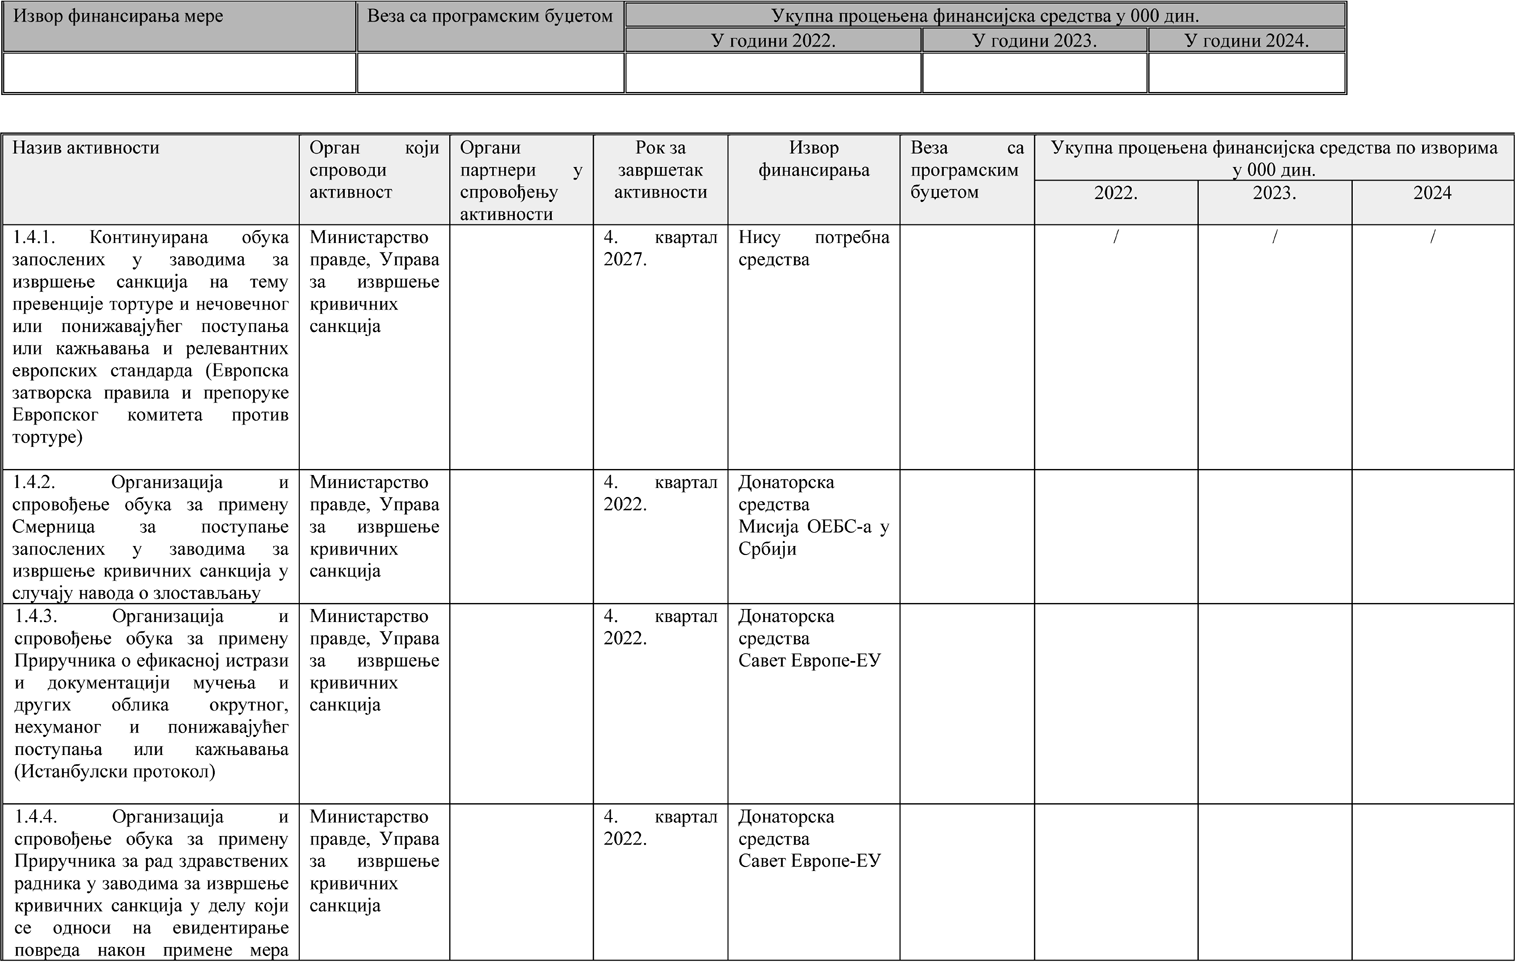 Извор финансирања мере
Веза са програмским буџетом
Укупна процењена финансијска средства у 000 дин.
У години 2022.
У години 2023.
У години 2024.
Назив активности
Орган који
спроводи
активност
Органи
партнери у
спровођењу
активности
Рок за
завршетак
активности
Извор
финансирања
Веза са
програмским
буџетом
Укупна процењена финансијска средства по изворима
у 000 дин.
2022.
2023.
2024
1.4.1. Континуирана обука
запослених у заводима за
извршење санкција на тему
превенције тортуре и нечовечног
или понижавајућег поступања
или кажњавања и релевантних
европских стандарда (Европска
затворска правила и препоруке
Европског комитета против
тортуре)
Министарство
правде, Управа
за извршење
кривичних
санкција
4. квартал
2027.
Нису потребна
средства
/
/
/
1.4.2. Организација и
спровођење обука за примену
Смерница за поступање
запослених у заводима за
извршење кривичних санкција у
случају навода о злостављању
Министарство
правде, Управа
за извршење
кривичних
санкција
4. квартал
2022.
Донаторска
средства
Мисија ОЕБС-а у
Србији
1.4.3. Организација и
спровођење обука за примену
Приручника о ефикасној истрази
и документацији мучења и
других облика окрутног,
нехуманог и понижавајућег
поступања или кажњавања
(Истанбулски протокол)
Министарство
правде, Управа
за извршење
кривичних
санкција
4. квартал
2022.
Донаторска
средства
Савет Европе-ЕУ
1.4.4. Организација и
спровођење обука за примену
Приручника за рад здравствених
радника у заводима за извршење
кривичних санкција у делу који
се односи на евидентирање
повреда након примене мера
Министарство
правде, Управа
за извршење
кривичних
санкција
4. квартал
2022.
Донаторска
средства
Савет Европе-ЕУ